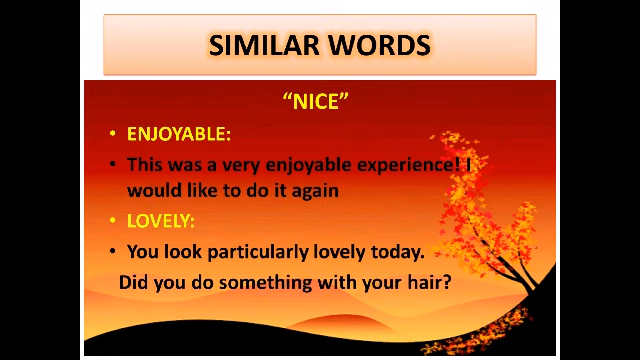 SIMILAR WORDS
“NICE”
• ENJOYABLE:
• This was a very enjoyable experience! I
would like to do it again
• LOVELY:
• You look particularly lovely today.
Did you do something with your hair?